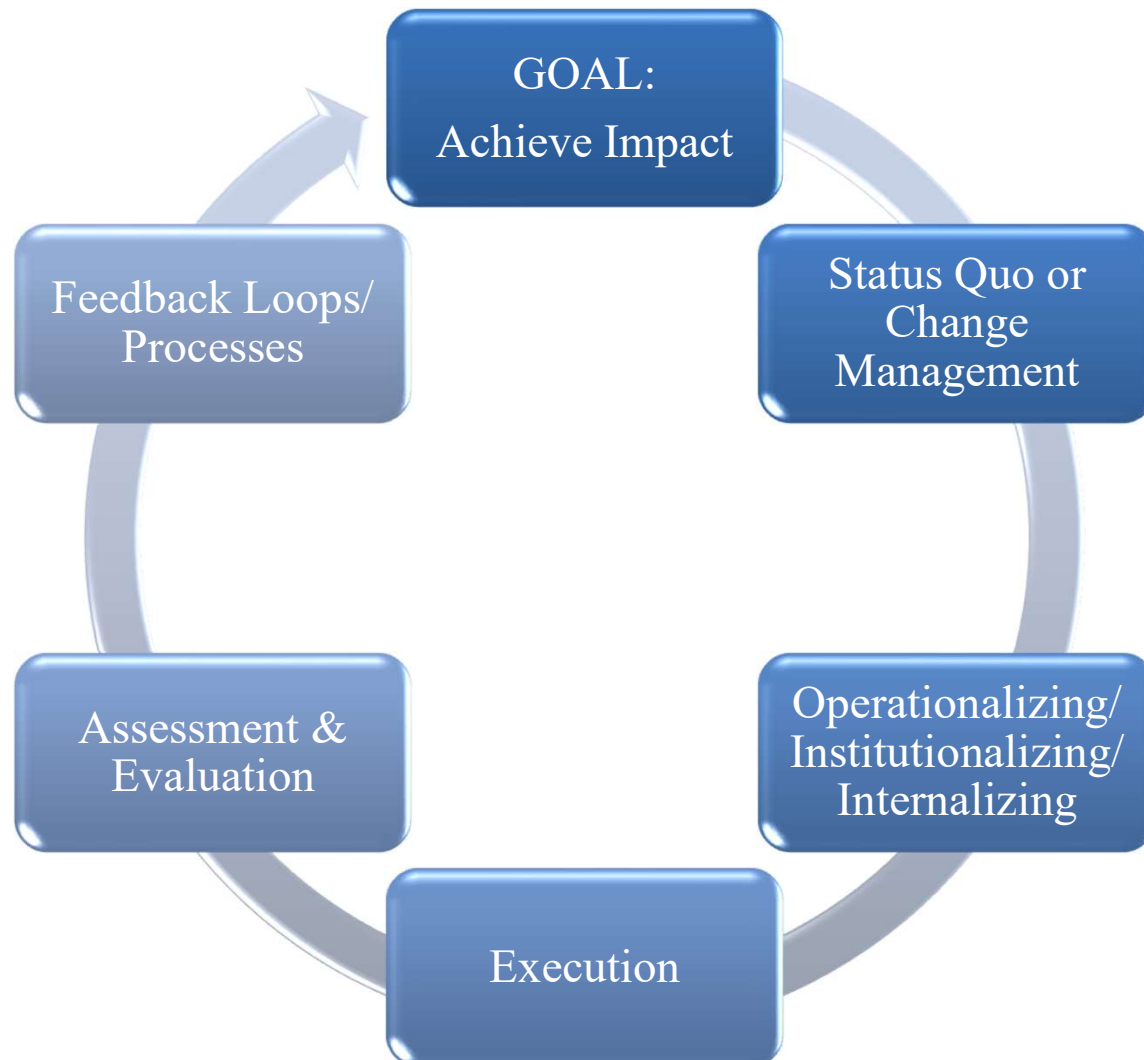 GOAL:
Achieve Impact
Status Quo or
Change
Management
Operationalizing/
Institutionalizing/
Internalizing
Execution
Assessment &
Evaluation
Feedback Loops/
Processes